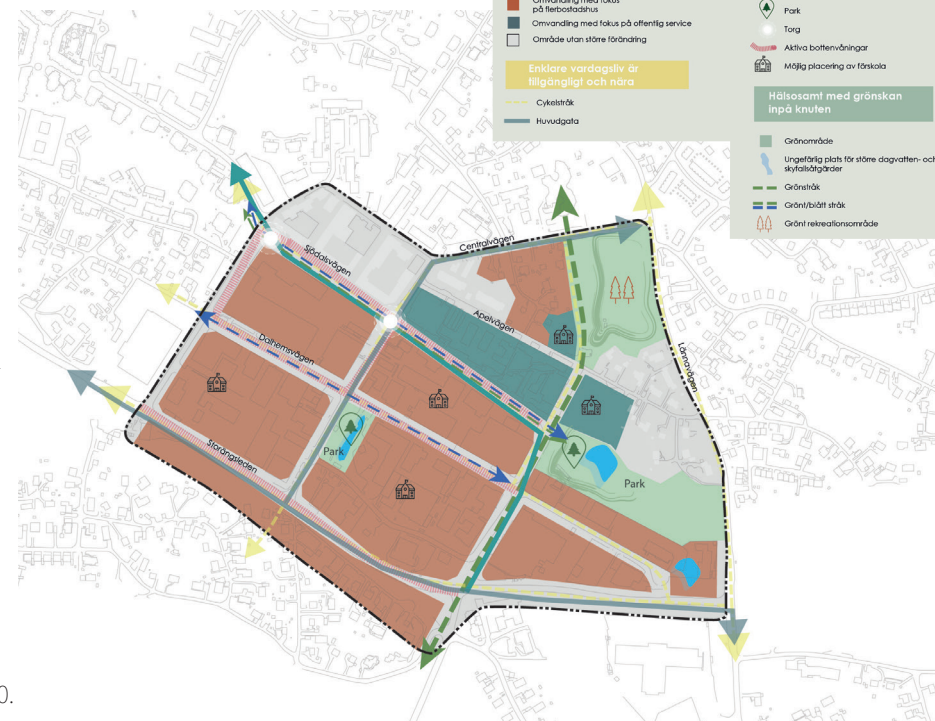 Omvandling med fokus
på flerbostadshus
Omvandling med fokus på offentlig service
Område utan större förändring
Enklare vardagsliv är
tillgängligt och nära
Cykelstråk
Huvudgata
Park
Torg
Aktiva bottenvåningar
Möjlig placering av förskola
Hälsosamt med grönskan
inpå knuten
Grönområde
Ungefärlig plats för större dagvatten- och
skyfallsåtgärder
Grönstråk
Grönt/blått stråk
Grönt rekreationsområde
Centralvägen
Sjödalsvägen
Apelvägen
Dalhemsvägen
Lännavägen
Storängsleden
Park
Park
0.